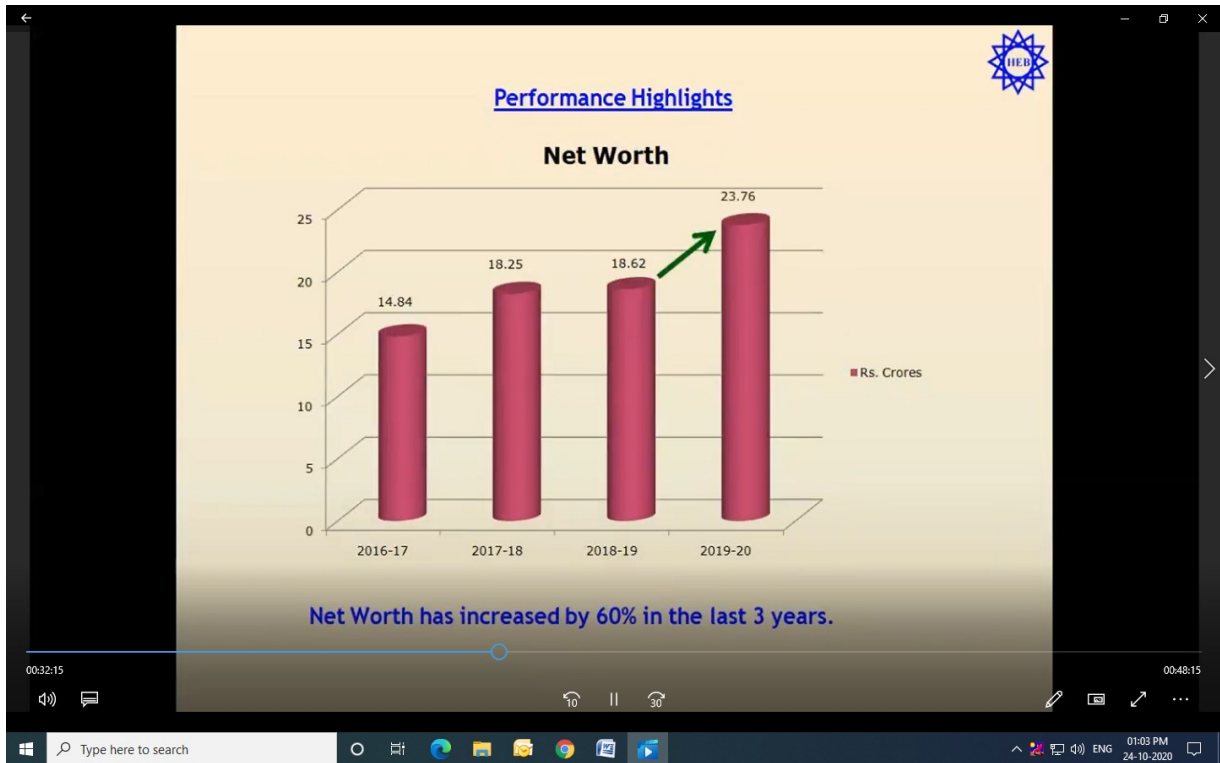 HEB
Performance Highlights
Net Worth
25
20
15
10
5
0
14.84
18.25
18.62
23.76
Rs. Crores
2016-17 2017-18 2018-19 2019-20
Net Worth has increased by 60% in the last 3 years.
00:32:15 00:48:15
10 30
Type here to search
ENG
01:03 PM
24-10-2020